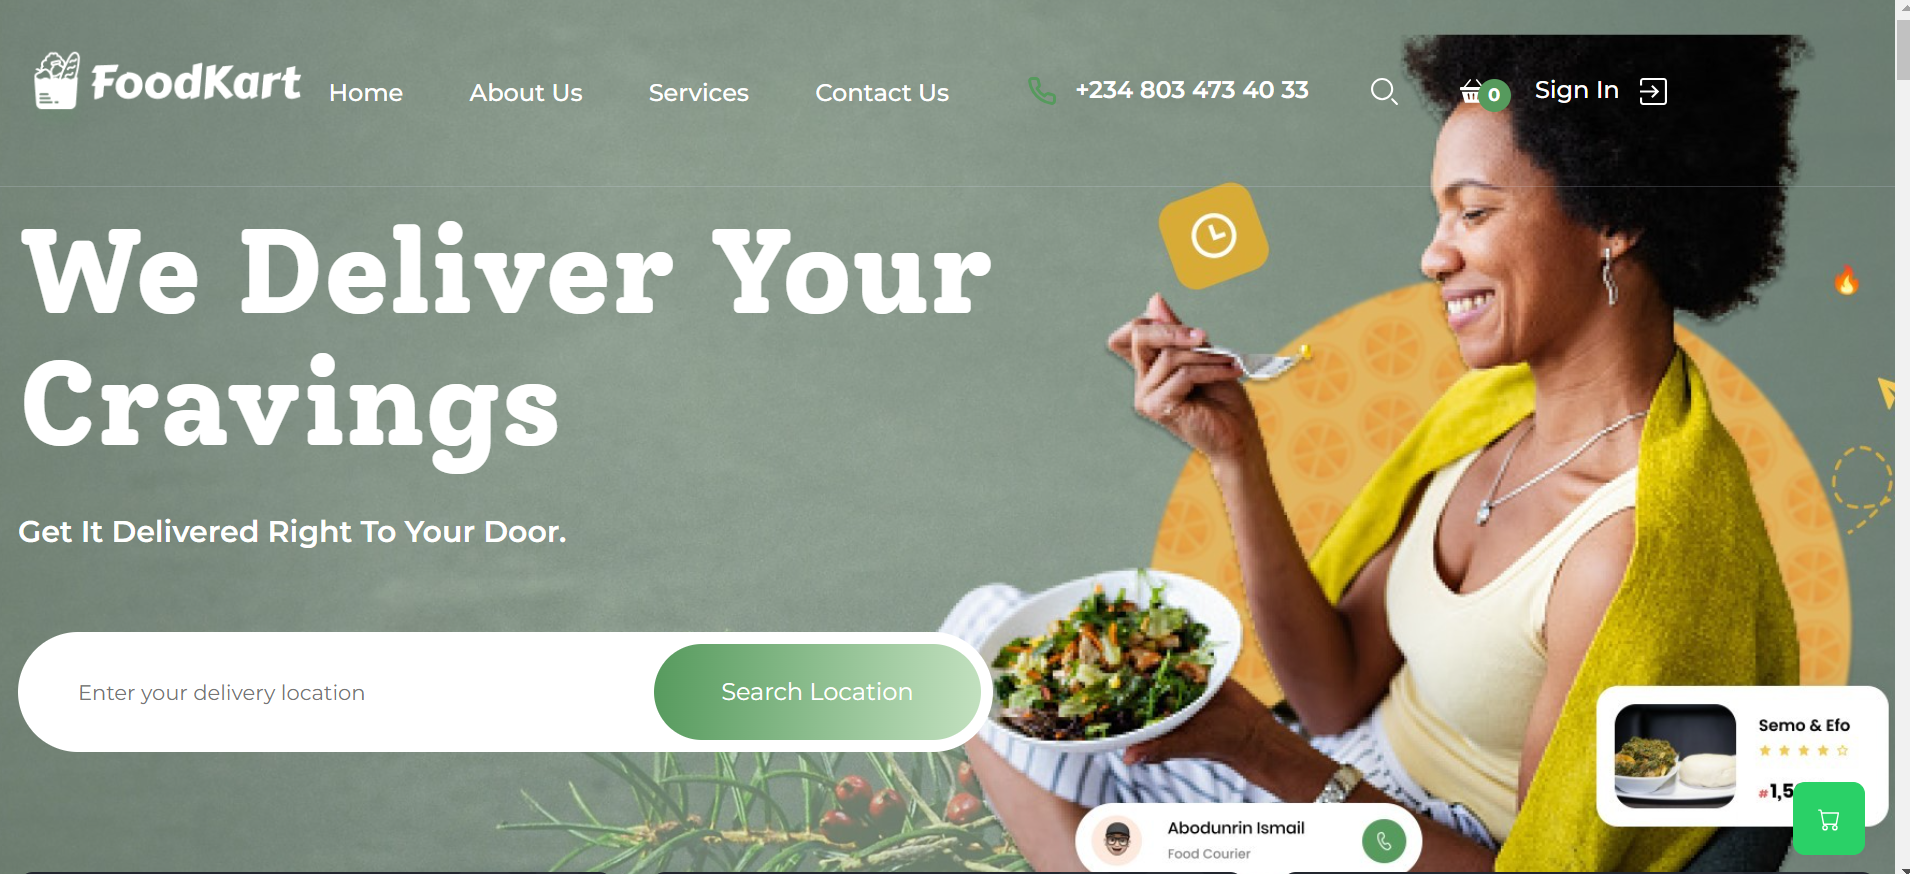 FoodKart
Home
About Us
Services
Contact Us
+234 803 473 40 33
0
Sign In
We Deliver Your
Cravings
Get It Delivered Right To Your Door.
Enter your delivery location
Search Location
Semo & Efo
#1,5
Abodunrin Ismail
Food Courier